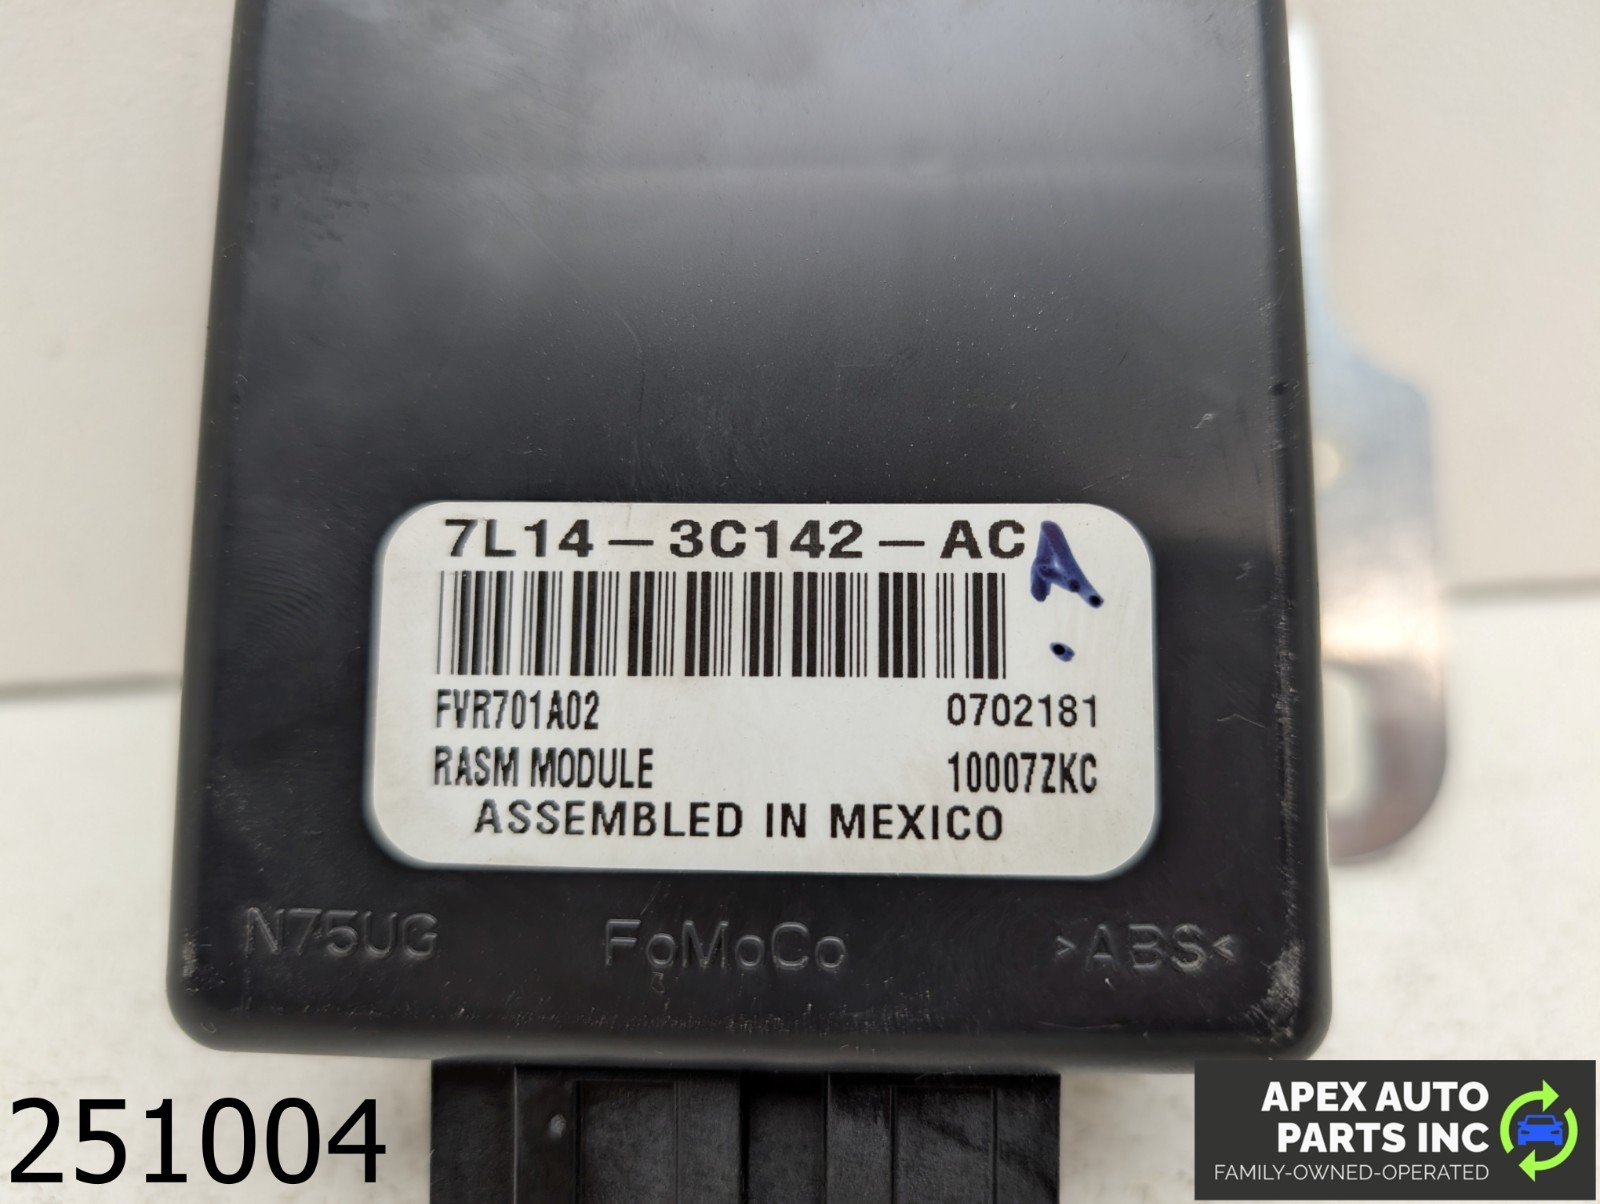 7L14-3C142-AC A.
FVR701A02 0702181
RASM MODULE 10007ZKC
ASSEMBLED IN MEXICO
N75UG FoMoCo >ABS<
251004
APEX AUTO
PARTS INC
FAMILY-OWNED-OPERATED